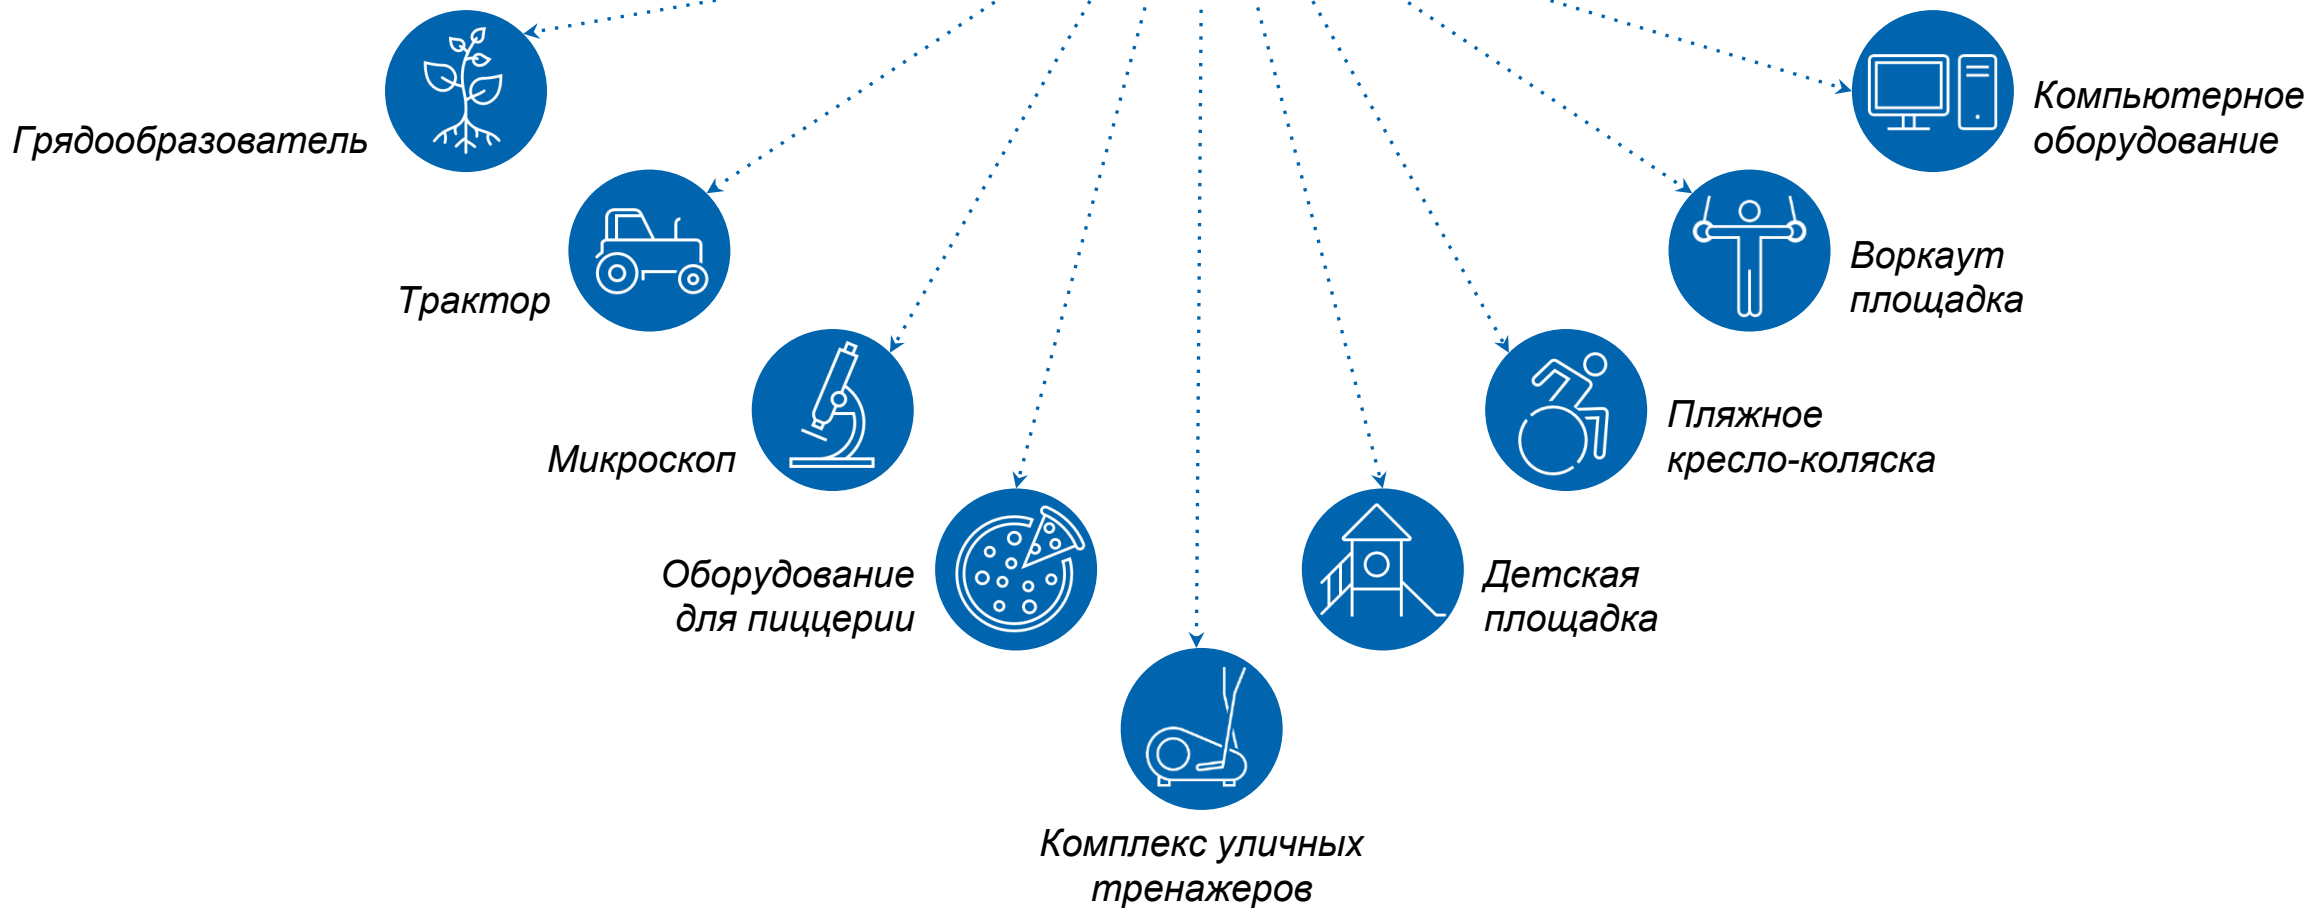 Грядообразователь
Трактор
Микроскоп
Оборудование
для пиццерии
Комплекс уличных
тренажеров
Детская
площадка
Пляжное
кресло-коляска
Воркаут
площадка
Компьютерное
оборудование